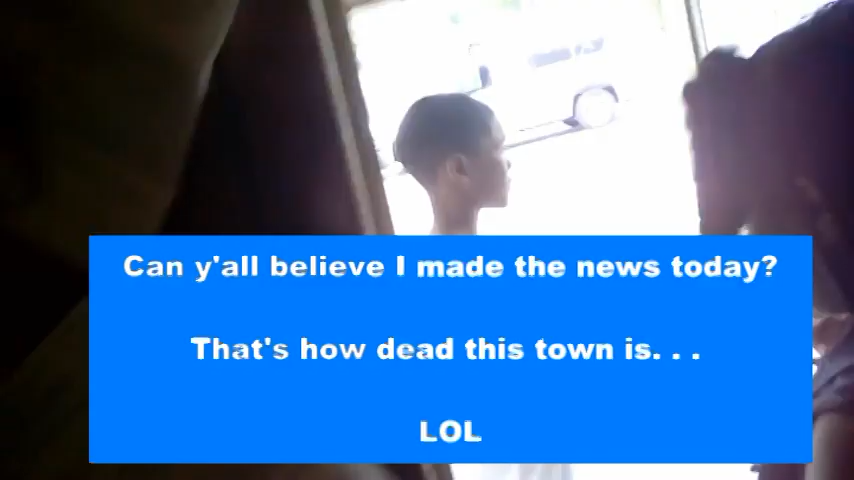 Can y'all believe I made the news today?
That's how dead this town is. . .
LOL